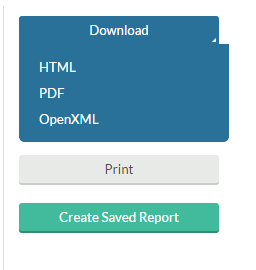 Download
HTML
PDF
OpenXML
Print
Create Saved Report